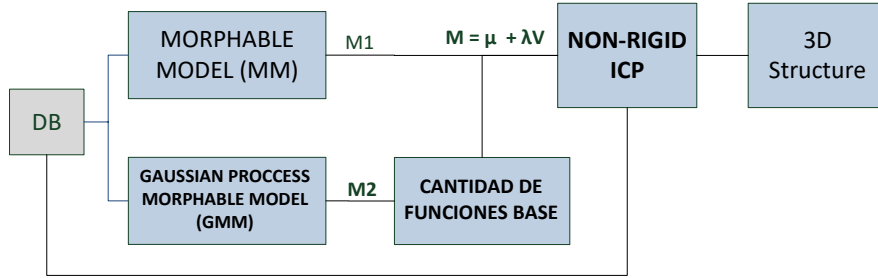 DB
MORPHABLE
MODEL (MM)
M1
M = μ + λV
NON-RIGID
ICP
3D
Structure
GAUSSIAN PROCCESS
MORPHABLE MODEL
(GMM)
M2
CANTIDAD DE
FUNCIONES BASE